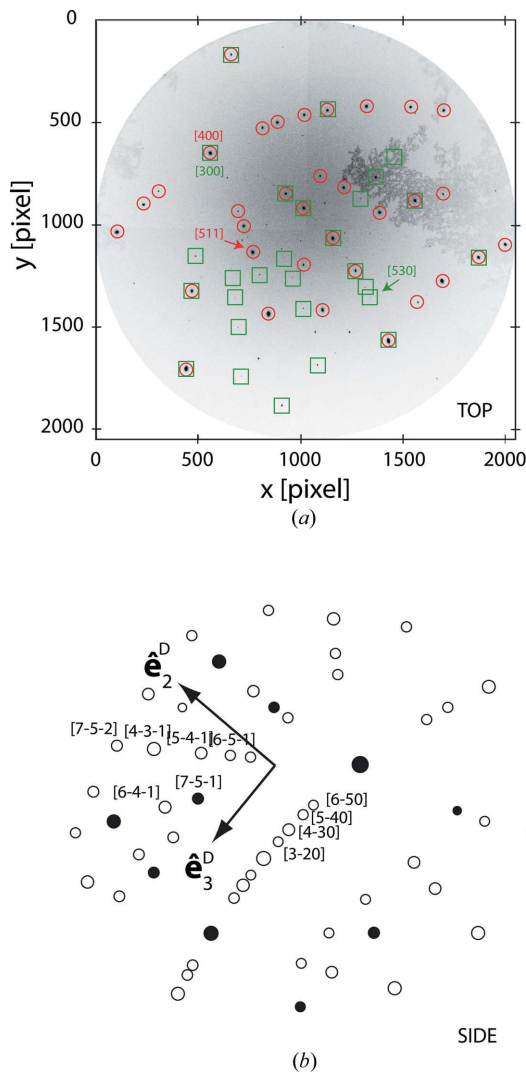 0
500
1000
1500
2000
y [pixel]
[400]
[300]
[511]
[530]
TOP
0 500 1000 1500 2000
x [pixel]
(a)
ê₂ᴰ
[7-5-2] [4-3-1] [5-4-1] [6-5-1]
[6-4-1] [7-5-1]
[6-50]
[5-40]
[4-30]
[3-20]
ê₃ᴰ
SIDE
(b)